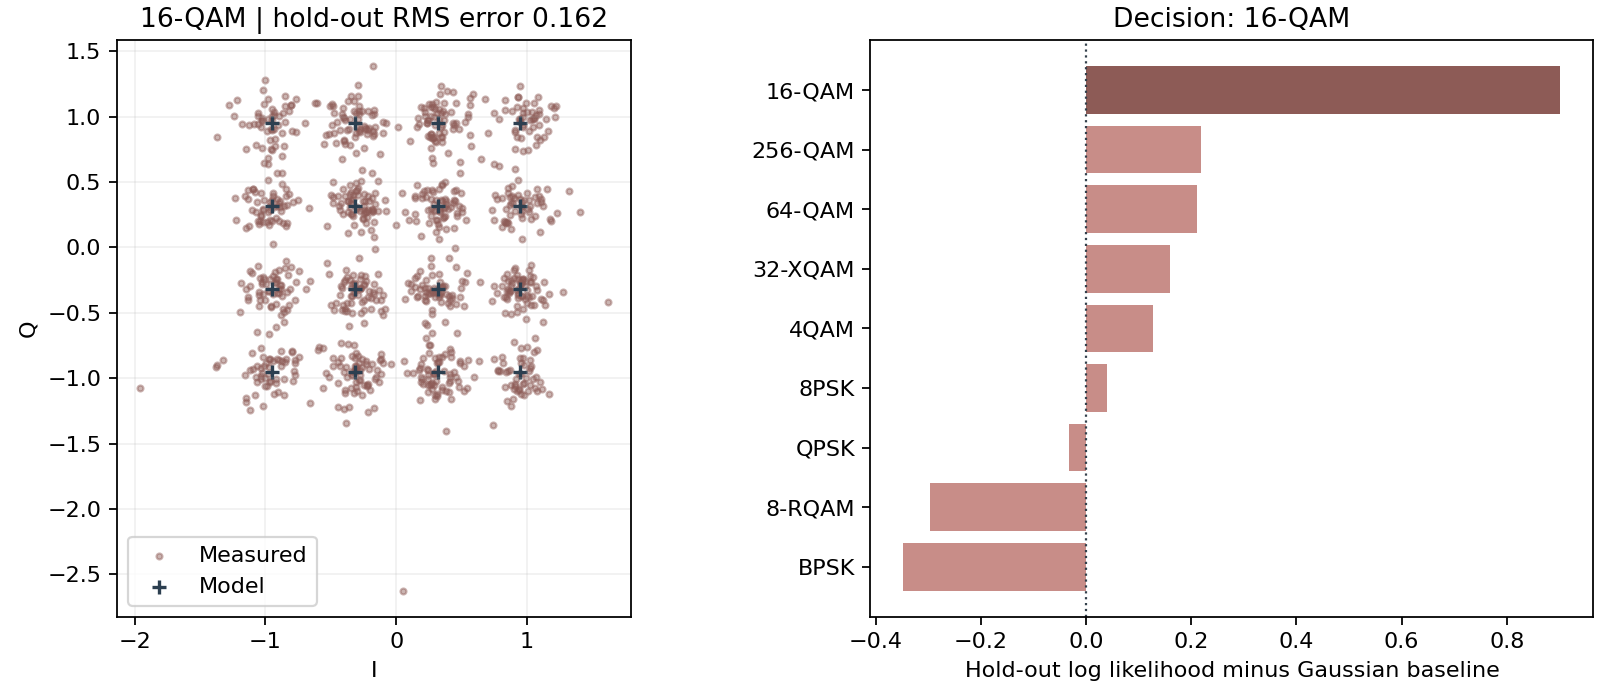 16-QAM | hold-out RMS error 0.162
1.5
1.0
0.5
0.0
−0.5
−1.0
−1.5
−2.0
−2.5
Q
Measured
Model
−2
−1
0
1
I
Decision: 16-QAM
16-QAM
256-QAM
64-QAM
32-XQAM
4QAM
8PSK
QPSK
8-RQAM
BPSK
−0.4
−0.2
0.0
0.2
0.4
0.6
0.8
Hold-out log likelihood minus Gaussian baseline